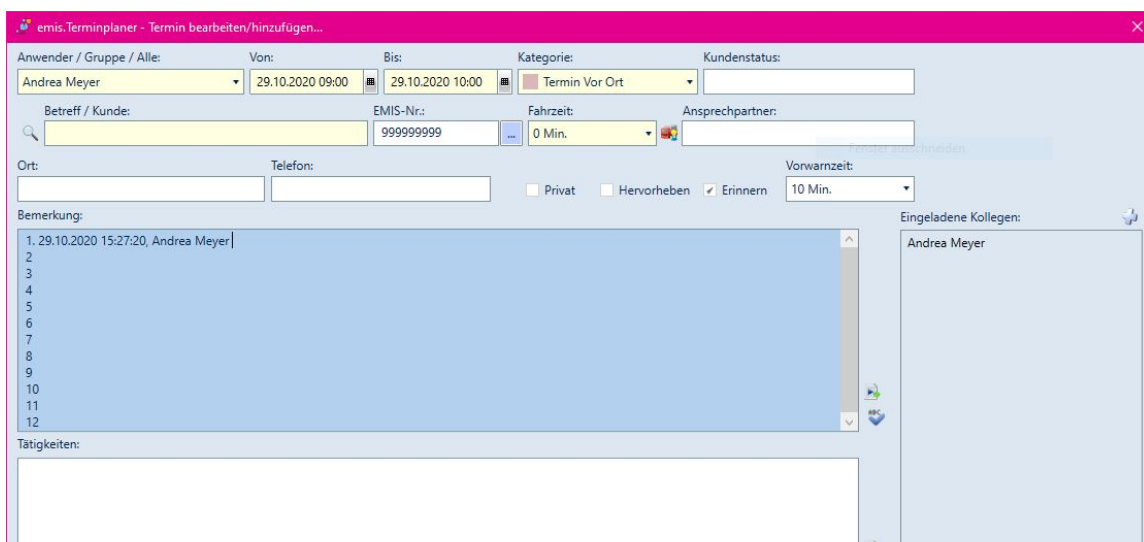 emis.Terminplaner - Termin bearbeiten/hinzufügen...
Anwender / Gruppe / Alle: Von: Bis: Kategorie: Kundenstatus:
Andrea Meyer 29.10.2020 09:00 29.10.2020 10:00 Termin Vor Ort
Betreff / Kunde: EMIS-Nr.: Fahrzeit: Ansprechpartner:
999999999 ... 0 Min.
Fenster ausschneiden
Ort: Telefon: Vorwarnzeit:
Privat Hervorheben Erinnern 10 Min.
Bemerkung: Eingeladene Kollegen:
1. 29.10.2020 15:27:20, Andrea Meyer Andrea Meyer
2
3
4
5
6
7
8
9
10
11
12
Tätigkeiten: